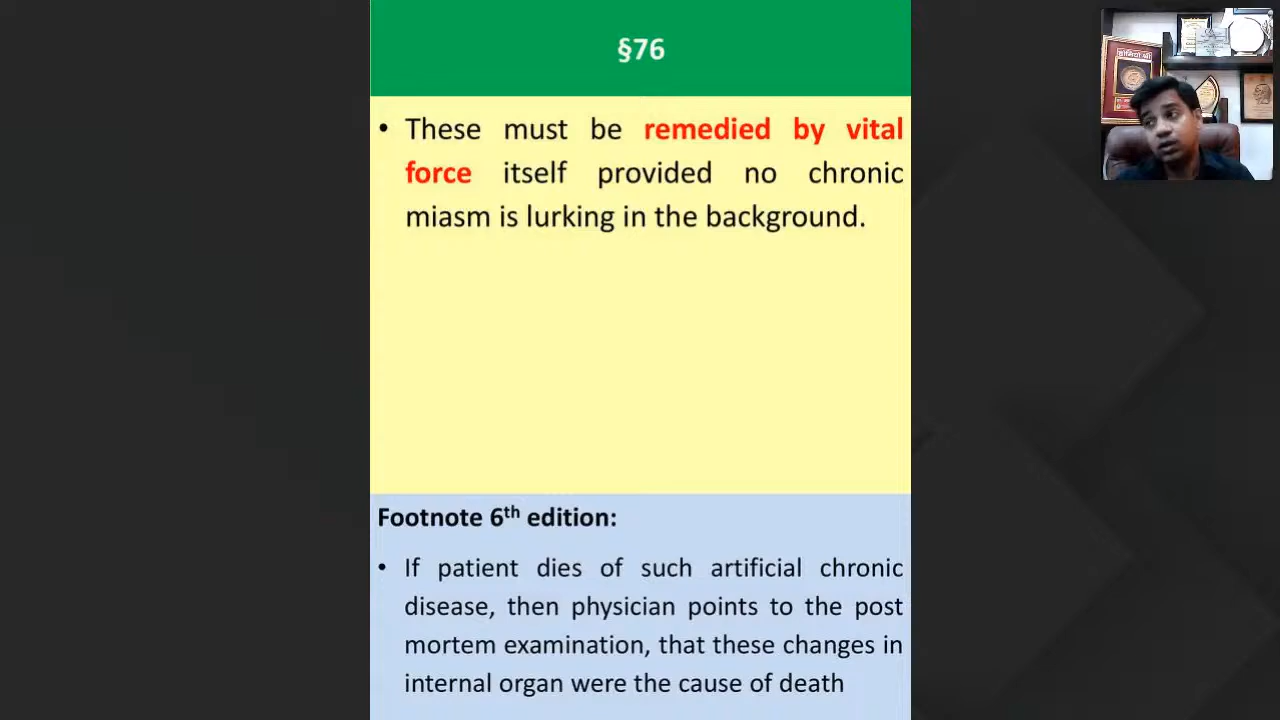 §76
• These must be remedied by vital
force itself provided no chronic
miasm is lurking in the background.
Footnote 6th edition:
• If patient dies of such artificial chronic
disease, then physician points to the post
mortem examination, that these changes in
internal organ were the cause of death